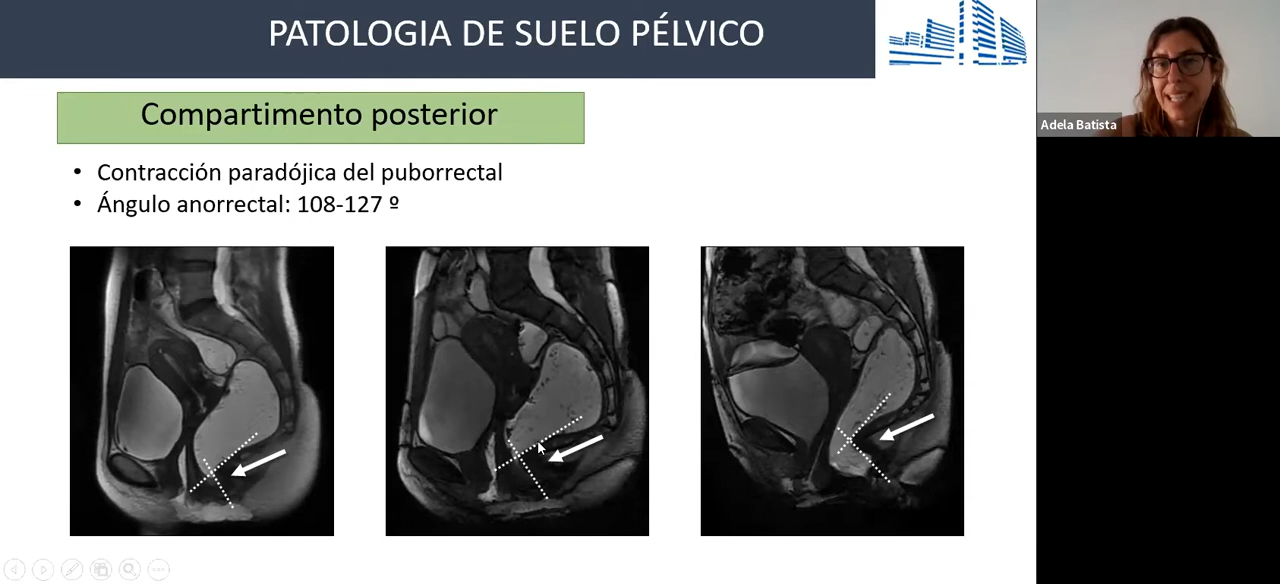 PATOLOGIA DE SUELO PÉLVICO
Compartimento posterior
• Contracción paradójica del puborrectal
• Ángulo anorrectal: 108-127 º
Adela Batista